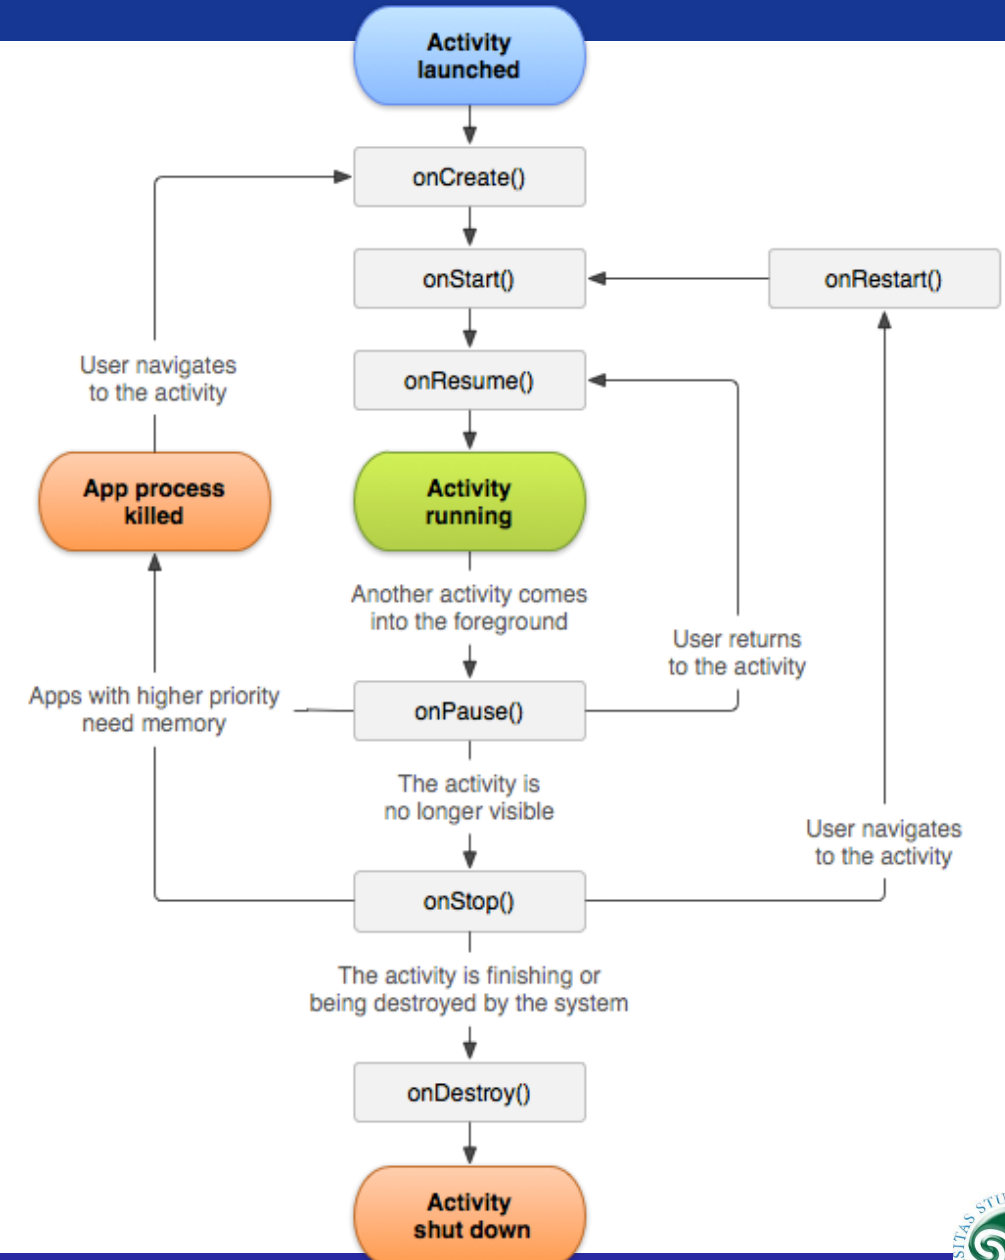 Activity
launched
onCreate()
onStart()
onRestart()
onResume()
User navigates
to the activity
App process
killed
Activity
running
Another activity comes
into the foreground
User returns
to the activity
Apps with higher priority
need memory
onPause()
The activity is
no longer visible
User navigates
to the activity
onStop()
The activity is finishing or
being destroyed by the system
onDestroy()
Activity
shut down